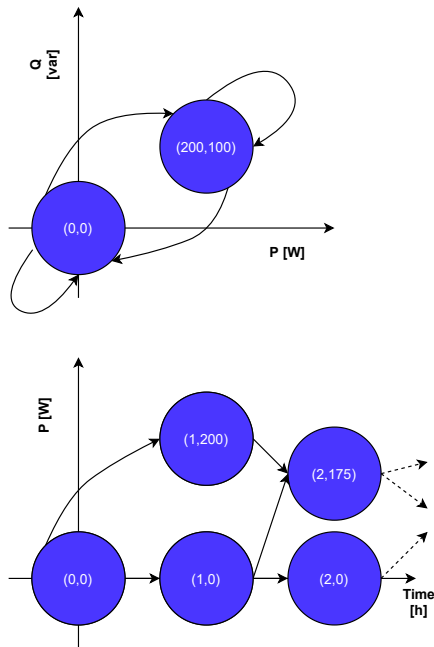 Q
[var]
(200,100)
(0,0)
P [W]
P [W]
(1,200)
(2,175)
(0,0)
(1,0)
(2,0)
Time
[h]